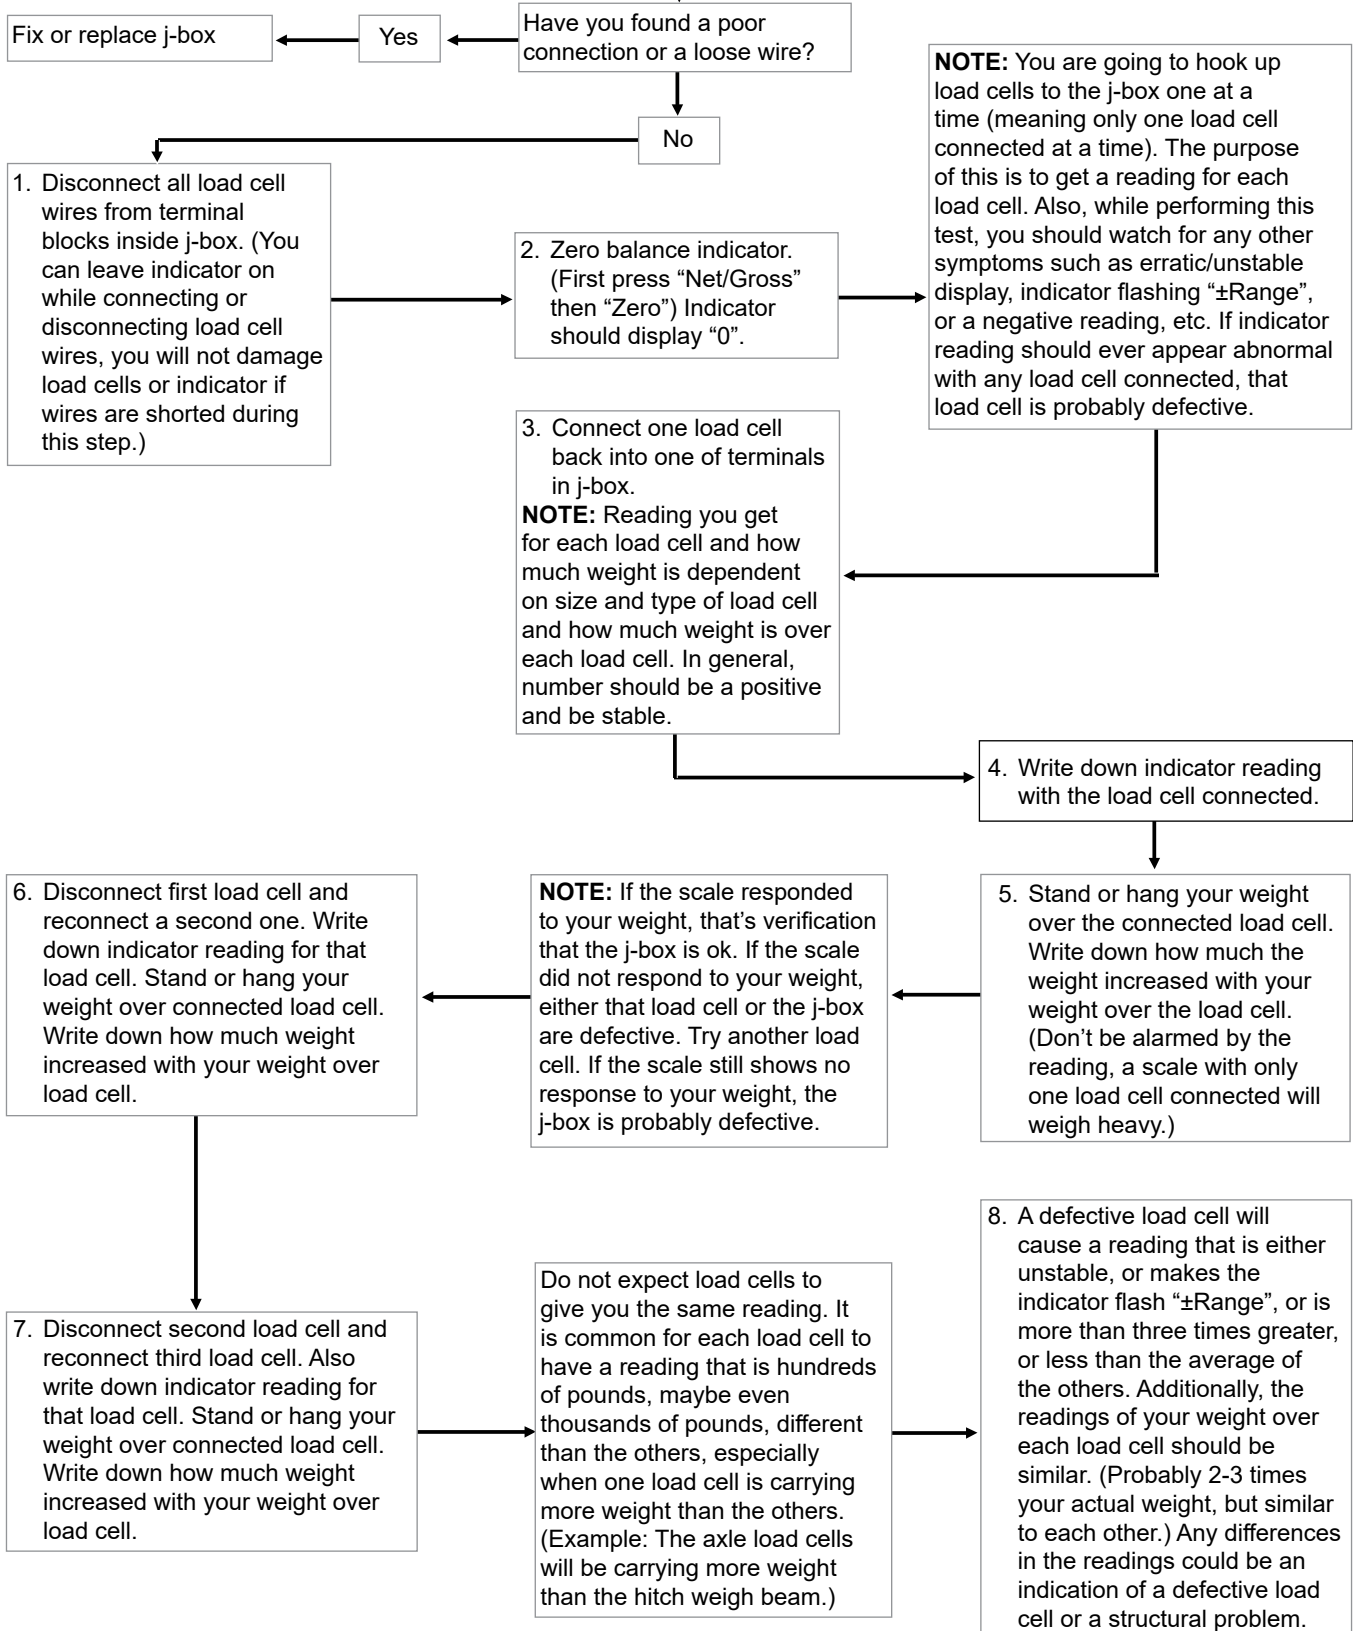 Have you found a poor
connection or a loose wire?
Yes
Fix or replace j-box
No
1. Disconnect all load cell
wires from terminal
blocks inside j-box. (You
can leave indicator on
while connecting or
disconnecting load cell
wires, you will not damage
load cells or indicator if
wires are shorted during
this step.)
2. Zero balance indicator.
(First press “Net/Gross”
then “Zero”) Indicator
should display “0”.
NOTE: You are going to hook up
load cells to the j-box one at a
time (meaning only one load cell
connected at a time). The purpose
of this is to get a reading for each
load cell. Also, while performing this
test, you should watch for any other
symptoms such as erratic/unstable
display, indicator flashing “±Range”,
or a negative reading, etc. If indicator
reading should ever appear abnormal
with any load cell connected, that
load cell is probably defective.
3. Connect one load cell
back into one of terminals
in j-box.
NOTE: Reading you get
for each load cell and how
much weight is dependent
on size and type of load cell
and how much weight is over
each load cell. In general,
number should be a positive
and be stable.
4. Write down indicator reading
with the load cell connected.
5. Stand or hang your weight
over the connected load cell.
Write down how much the
weight increased with your
weight over the load cell.
(Don’t be alarmed by the
reading, a scale with only
one load cell connected will
weigh heavy.)
NOTE: If the scale responded
to your weight, that’s verification
that the j-box is ok. If the scale
did not respond to your weight,
either that load cell or the j-box
are defective. Try another load
cell. If the scale still shows no
response to your weight, the
j-box is probably defective.
6. Disconnect first load cell and
reconnect a second one. Write
down indicator reading for that
load cell. Stand or hang your
weight over connected load cell.
Write down how much weight
increased with your weight over
load cell.
7. Disconnect second load cell and
reconnect third load cell. Also
write down indicator reading for
that load cell. Stand or hang your
weight over connected load cell.
Write down how much weight
increased with your weight over
load cell.
Do not expect load cells to
give you the same reading. It
is common for each load cell to
have a reading that is hundreds
of pounds, maybe even
thousands of pounds, different
than the others, especially
when one load cell is carrying
more weight than the others.
(Example: The axle load cells
will be carrying more weight
than the hitch weigh beam.)
8. A defective load cell will
cause a reading that is either
unstable, or makes the
indicator flash “±Range”, or is
more than three times greater,
or less than the average of
the others. Additionally, the
readings of your weight over
each load cell should be
similar. (Probably 2-3 times
your actual weight, but similar
to each other.) Any differences
in the readings could be an
indication of a defective load
cell or a structural problem.